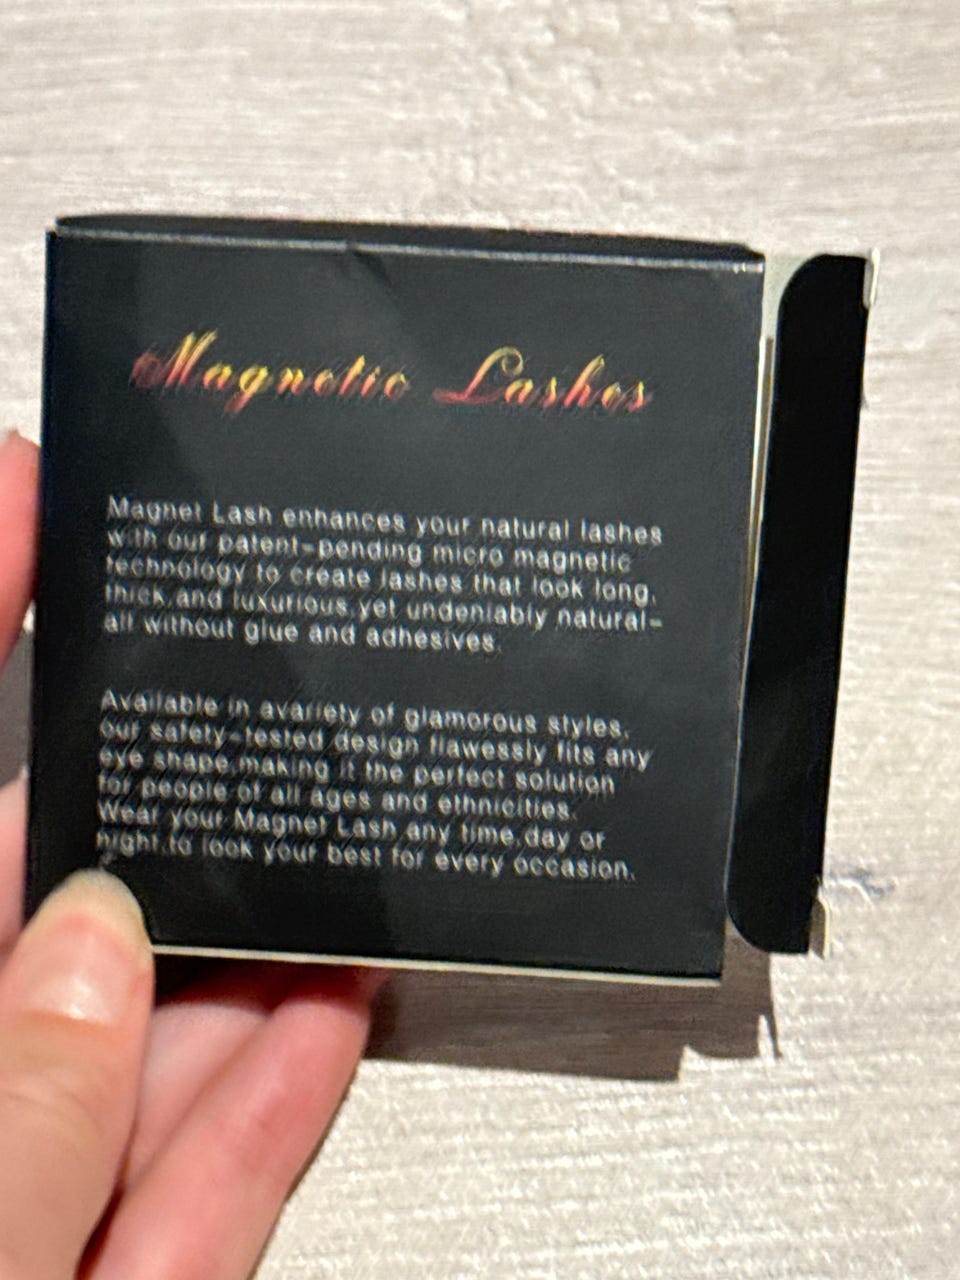 Magnetic Lashes
Magnet Lash enhances your natural lashes
with our patent-pending micro magnetic
technology to create lashes that look long,
thick,and luxurious,yet undeniably natural-
all without glue and adhesives.
Available in avariety of glamorous styles,
our safety-tested design flawessly fits any
eye shape,making it the perfect solution
for people of all ages and ethnicities.
Wear your Magnet Lash any time,day or
night,to look your best for every occasion.